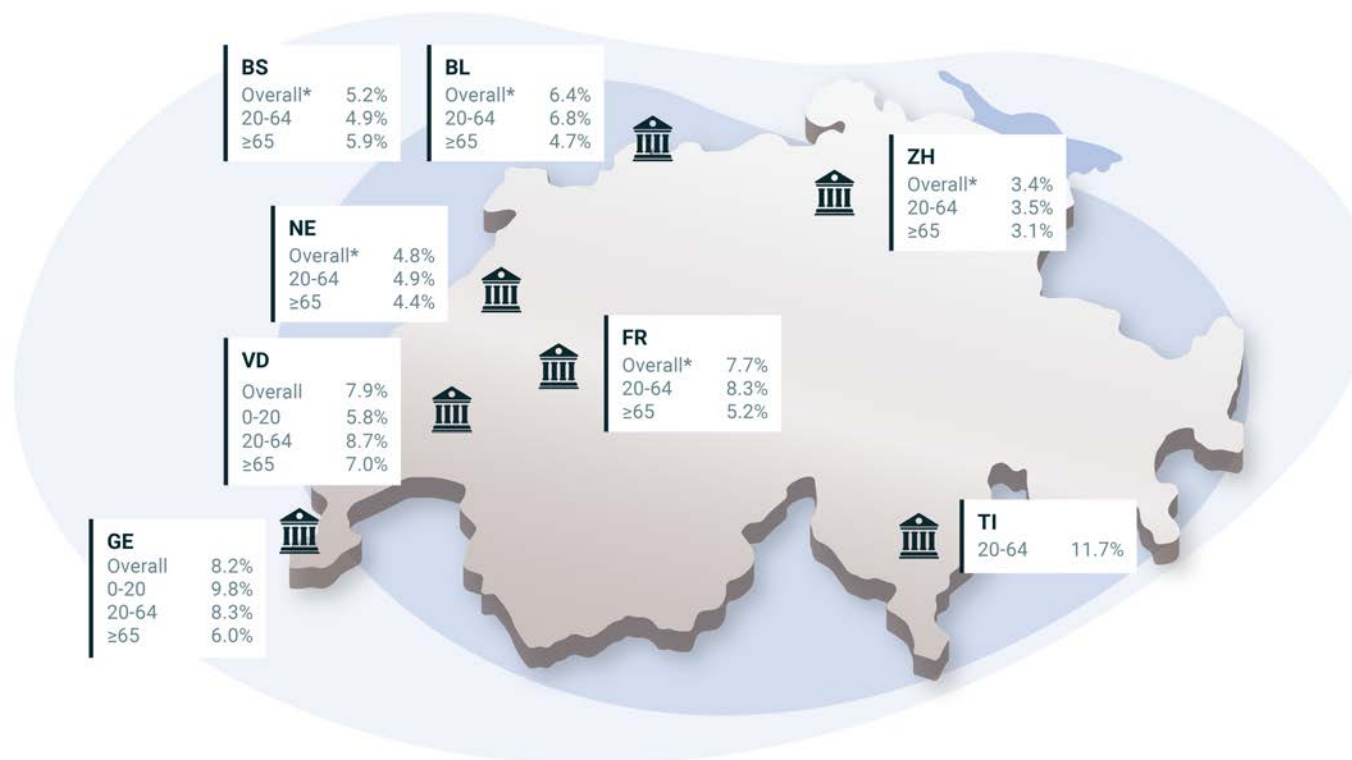 BS
Overall* 5.2%
20-64 4.9%
≥65 5.9%
BL
Overall* 6.4%
20-64 6.8%
≥65 4.7%
ZH
Overall* 3.4%
20-64 3.5%
≥65 3.1%
NE
Overall* 4.8%
20-64 4.9%
≥65 4.4%
FR
Overall* 7.7%
20-64 8.3%
≥65 5.2%
VD
Overall 7.9%
0-20 5.8%
20-64 8.7%
≥65 7.0%
TI
20-64 11.7%
GE
Overall 8.2%
0-20 9.8%
20-64 8.3%
≥65 6.0%